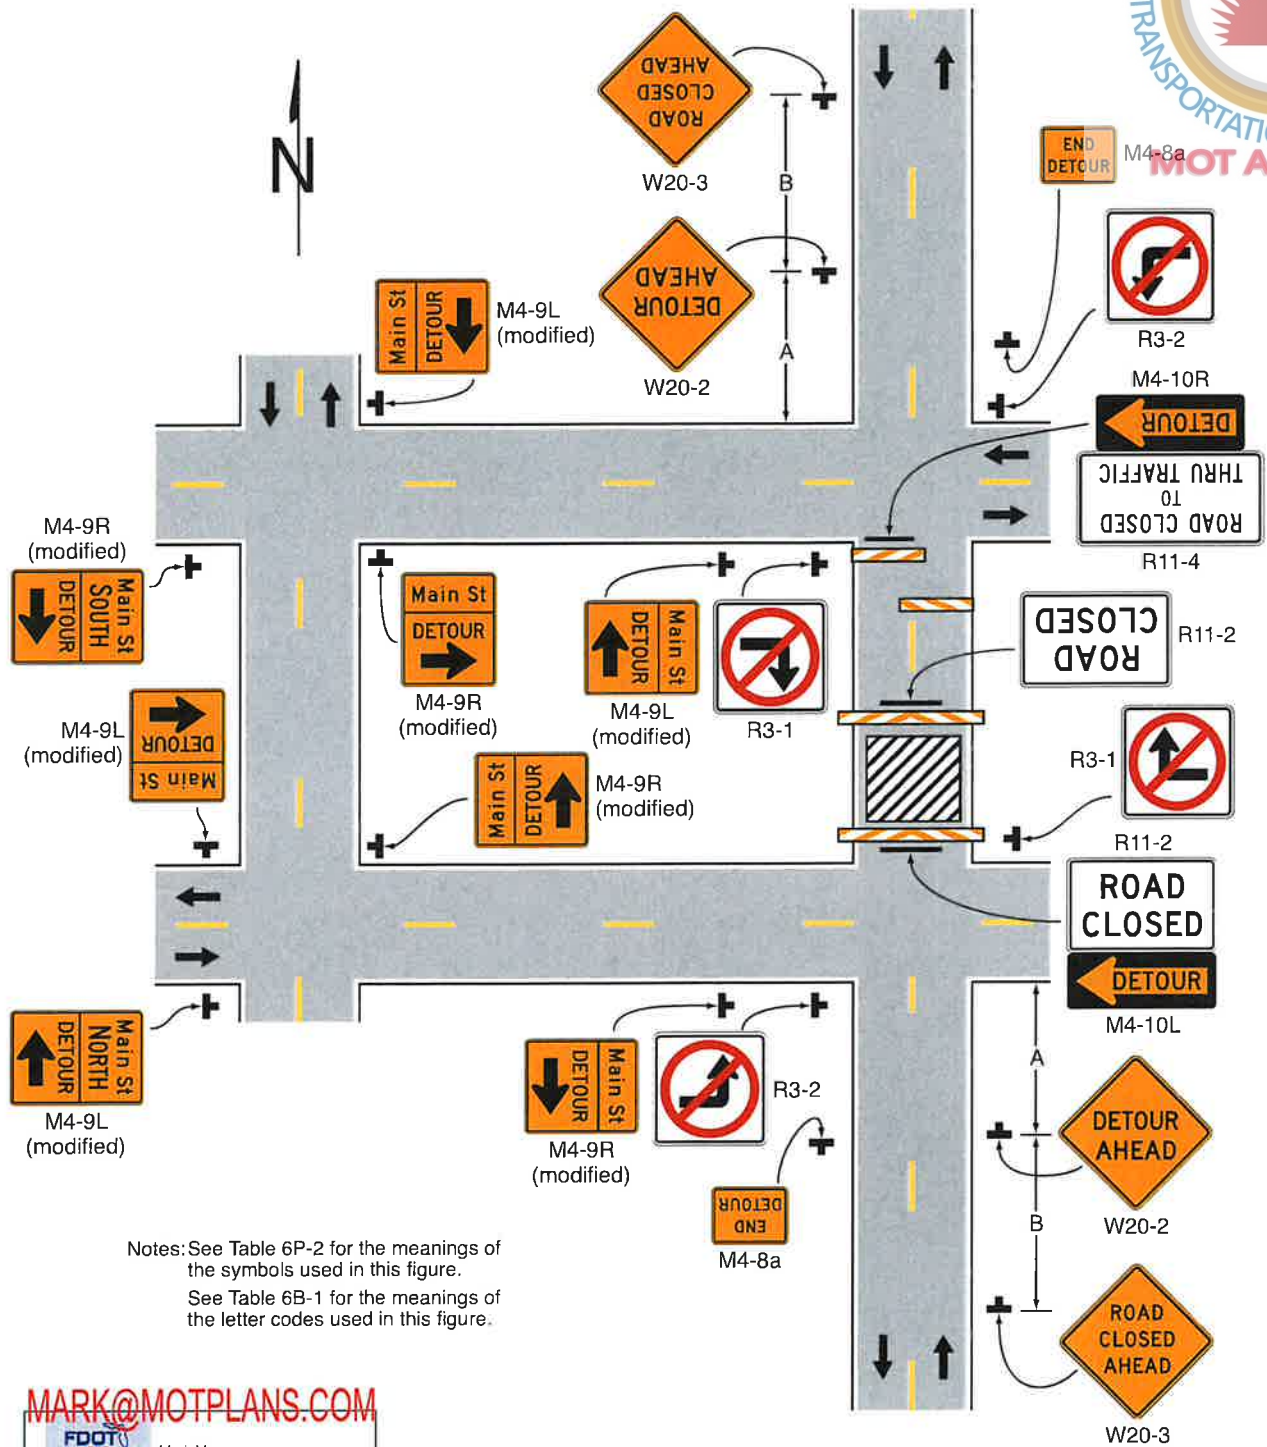 TRANSPORTATI
MOT A
ROAD
CLOSED
AHEAD
W20-3
B
END
DETOUR
M4-8a
N
DETOUR
AHEAD
W20-2
A
R3-2
Main St
DETOUR
M4-9L
(modified)
M4-10R
DETOUR
ROAD CLOSED
TO
THRU TRAFFIC
R11-4
M4-9R
(modified)
Main St
SOUTH
DETOUR
Main St
DETOUR
M4-9R
(modified)
Main St
DETOUR
M4-9L
(modified)
R3-1
ROAD
CLOSED
R11-2
M4-9L
(modified)
Main St
DETOUR
Main St
DETOUR
M4-9R
(modified)
R3-1
R11-2
ROAD
CLOSED
DETOUR
M4-10L
Main St
NORTH
DETOUR
M4-9L
(modified)
Main St
DETOUR
M4-9R
(modified)
R3-2
END
DETOUR
M4-8a
A
DETOUR
AHEAD
W20-2
B
ROAD
CLOSED
AHEAD
W20-3
Notes: See Table 6P-2 for the meanings of
the symbols used in this figure.
See Table 6B-1 for the meanings of
the letter codes used in this figure.
MARK@MOTPLANS.COM
FDOT